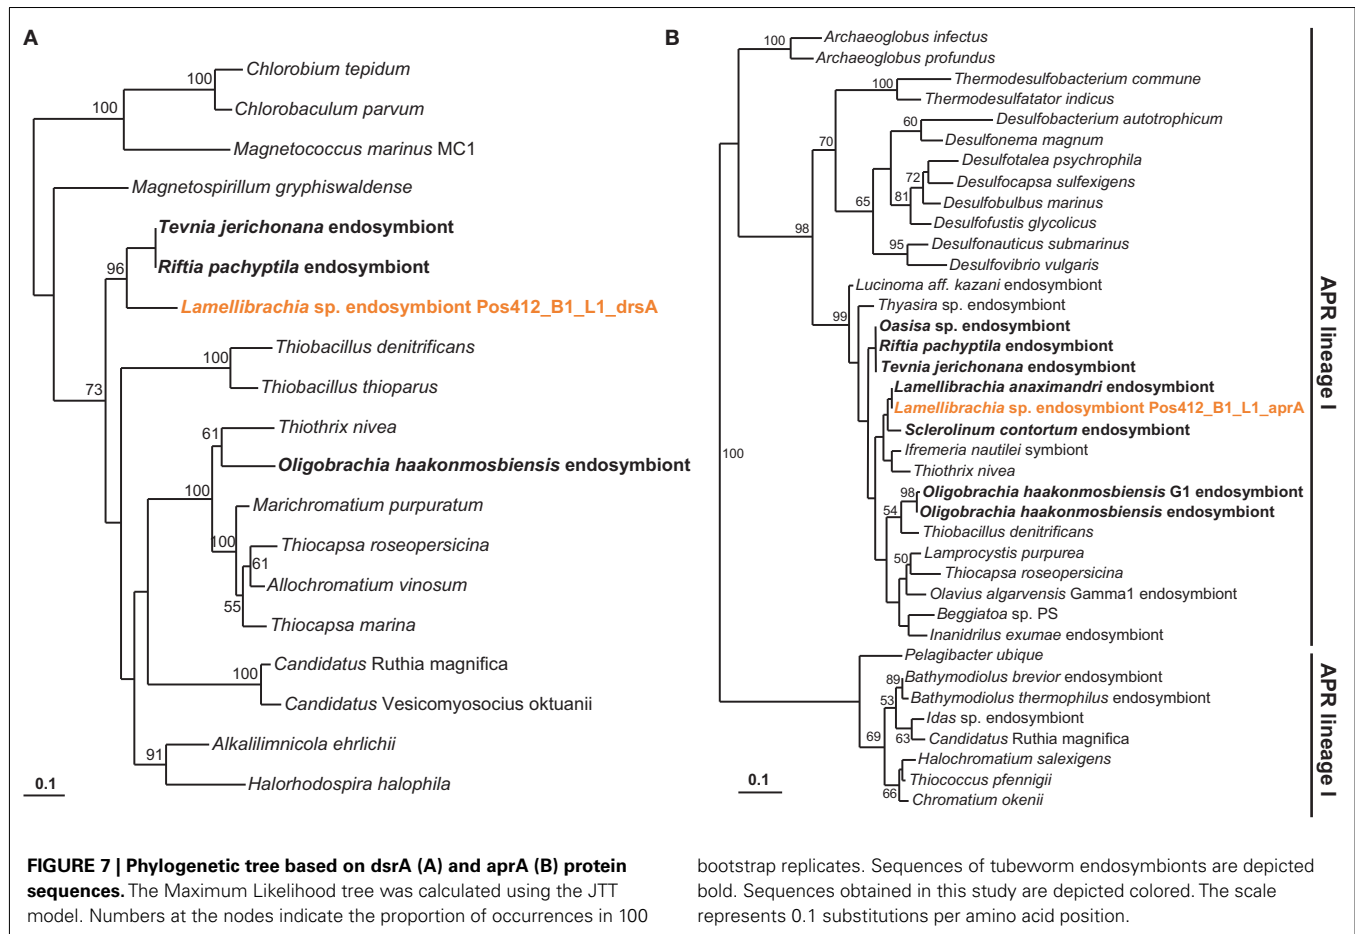 A
100
Chlorobium tepidum
100
Chlorobaculum parvum
Magnetococcus marinus MC1
Magnetospirillum gryphiswaldense
Tevnia jerichonana endosymbiont
96
Riftia pachyptila endosymbiont
Lamellibrachia sp. endosymbiont Pos412_B1_L1_drsA
73
100
Thiobacillus denitrificans
Thiobacillus thioparus
61
Thiothrix nivea
Oligobrachia haakonmosbiensis endosymbiont
100
Marichromatium purpuratum
100
Thiocapsa roseopersicina
61
Allochromatium vinosum
55
Thiocapsa marina
100
Candidatus Ruthia magnifica
Candidatus Vesicomyosocius oktuanii
91
Alkalilimnicola ehrlichii
Halorhodospira halophila
0.1
B
100
Archaeoglobus infectus
Archaeoglobus profundus
100
Thermodesulfobacterium commune
Thermodesulfatator indicus
70
60
Desulfobacterium autotrophicum
Desulfonema magnum
Desulfotalea psychrophila
72
Desulfocapsa sulfexigens
65
81
Desulfobulbus marinus
Desulfofustis glycolicus
98
95
Desulfonauticus submarinus
Desulfovibrio vulgaris
Lucinoma aff. kazani endosymbiont
99
Thyasira sp. endosymbiont
Oasisa sp. endosymbiont
Riftia pachyptila endosymbiont
Tevnia jerichonana endosymbiont
Lamellibrachia anaximandri endosymbiont
Lamellibrachia sp. endosymbiont Pos412_B1_L1_aprA
Sclerolinum contortum endosymbiont
Ifremeria nautilei symbiont
Thiothrix nivea
100
98
Oligobrachia haakonmosbiensis G1 endosymbiont
54
Oligobrachia haakonmosbiensis endosymbiont
Thiobacillus denitrificans
50
Lamprocystis purpurea
Thiocapsa roseopersicina
Olavius algarvensis Gamma1 endosymbiont
Beggiatoa sp. PS
Inanidrilus exumae endosymbiont
Pelagibacter ubique
89
Bathymodiolus brevior endosymbiont
53
Bathymodiolus thermophilus endosymbiont
Idas sp. endosymbiont
69
63
Candidatus Ruthia magnifica
Halochromatium salexigens
Thiococcus pfennigii
66
Chromatium okenii
0.1
APR lineage I
APR lineage I
FIGURE 7 | Phylogenetic tree based on dsrA (A) and aprA (B) protein
sequences. The Maximum Likelihood tree was calculated using the JTT
model. Numbers at the nodes indicate the proportion of occurrences in 100
bootstrap replicates. Sequences of tubeworm endosymbionts are depicted
bold. Sequences obtained in this study are depicted colored. The scale
represents 0.1 substitutions per amino acid position.